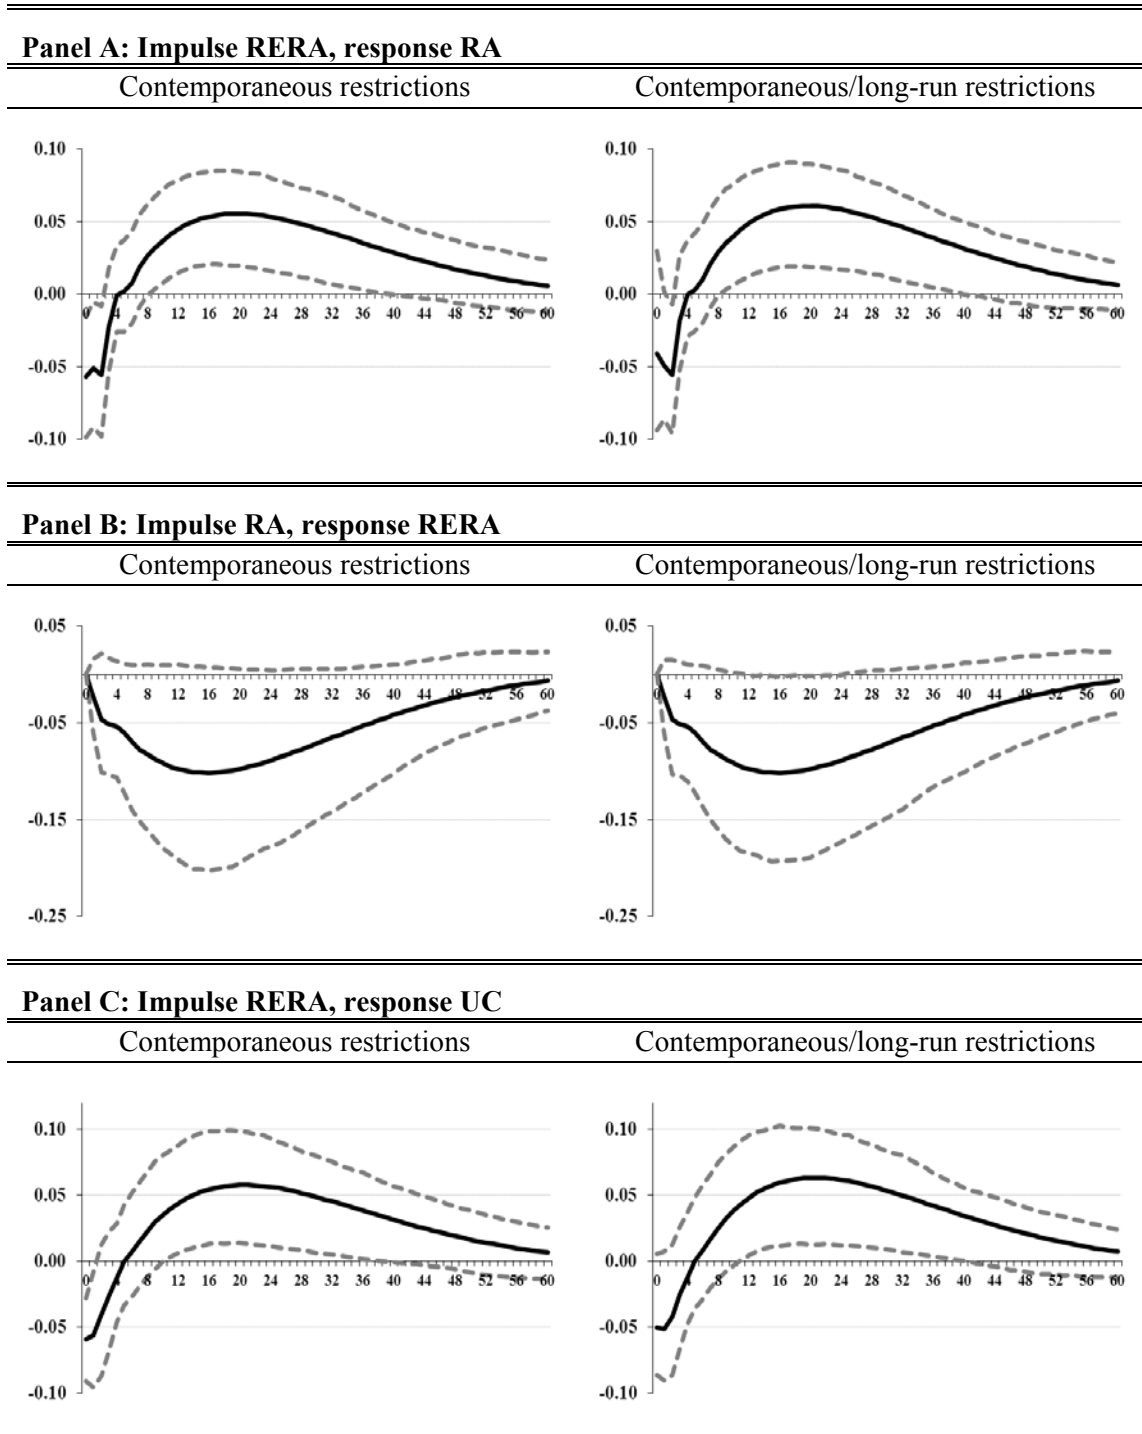 Panel A: Impulse RERA, response RA
Contemporaneous restrictions Contemporaneous/long-run restrictions
0.10 0.10
0.05 0.05
0.00 0.00
0 4 8 12 16 20 24 28 32 36 40 44 48 52 56 60 0 4 8 12 16 20 24 28 32 36 40 44 48 52 56 60
-0.05 -0.05
-0.10 -0.10
Panel B: Impulse RA, response RERA
Contemporaneous restrictions Contemporaneous/long-run restrictions
0.05 0.05
0 4 8 12 16 20 24 28 32 36 40 44 48 52 56 60 0 4 8 12 16 20 24 28 32 36 40 44 48 52 56 60
-0.05 -0.05
-0.15 -0.15
-0.25 -0.25
Panel C: Impulse RERA, response UC
Contemporaneous restrictions Contemporaneous/long-run restrictions
0.10 0.10
0.05 0.05
0.00 0.00
0 4 8 12 16 20 24 28 32 36 40 44 48 52 56 60 0 4 8 12 16 20 24 28 32 36 40 44 48 52 56 60
-0.05 -0.05
-0.10 -0.10